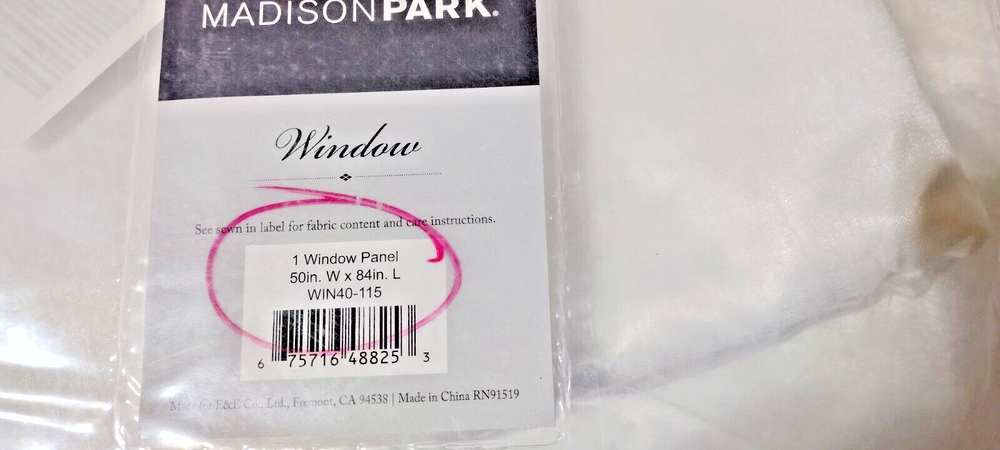 MADISONPARK.
Window
See sewn in label for fabric content and care instructions.
1 Window Panel
50in. W x 84in. L
WIN40-115
6 75716 48825 3
Made for E&E Co., Ltd., Fremont, CA 94538 | Made in China RN91519